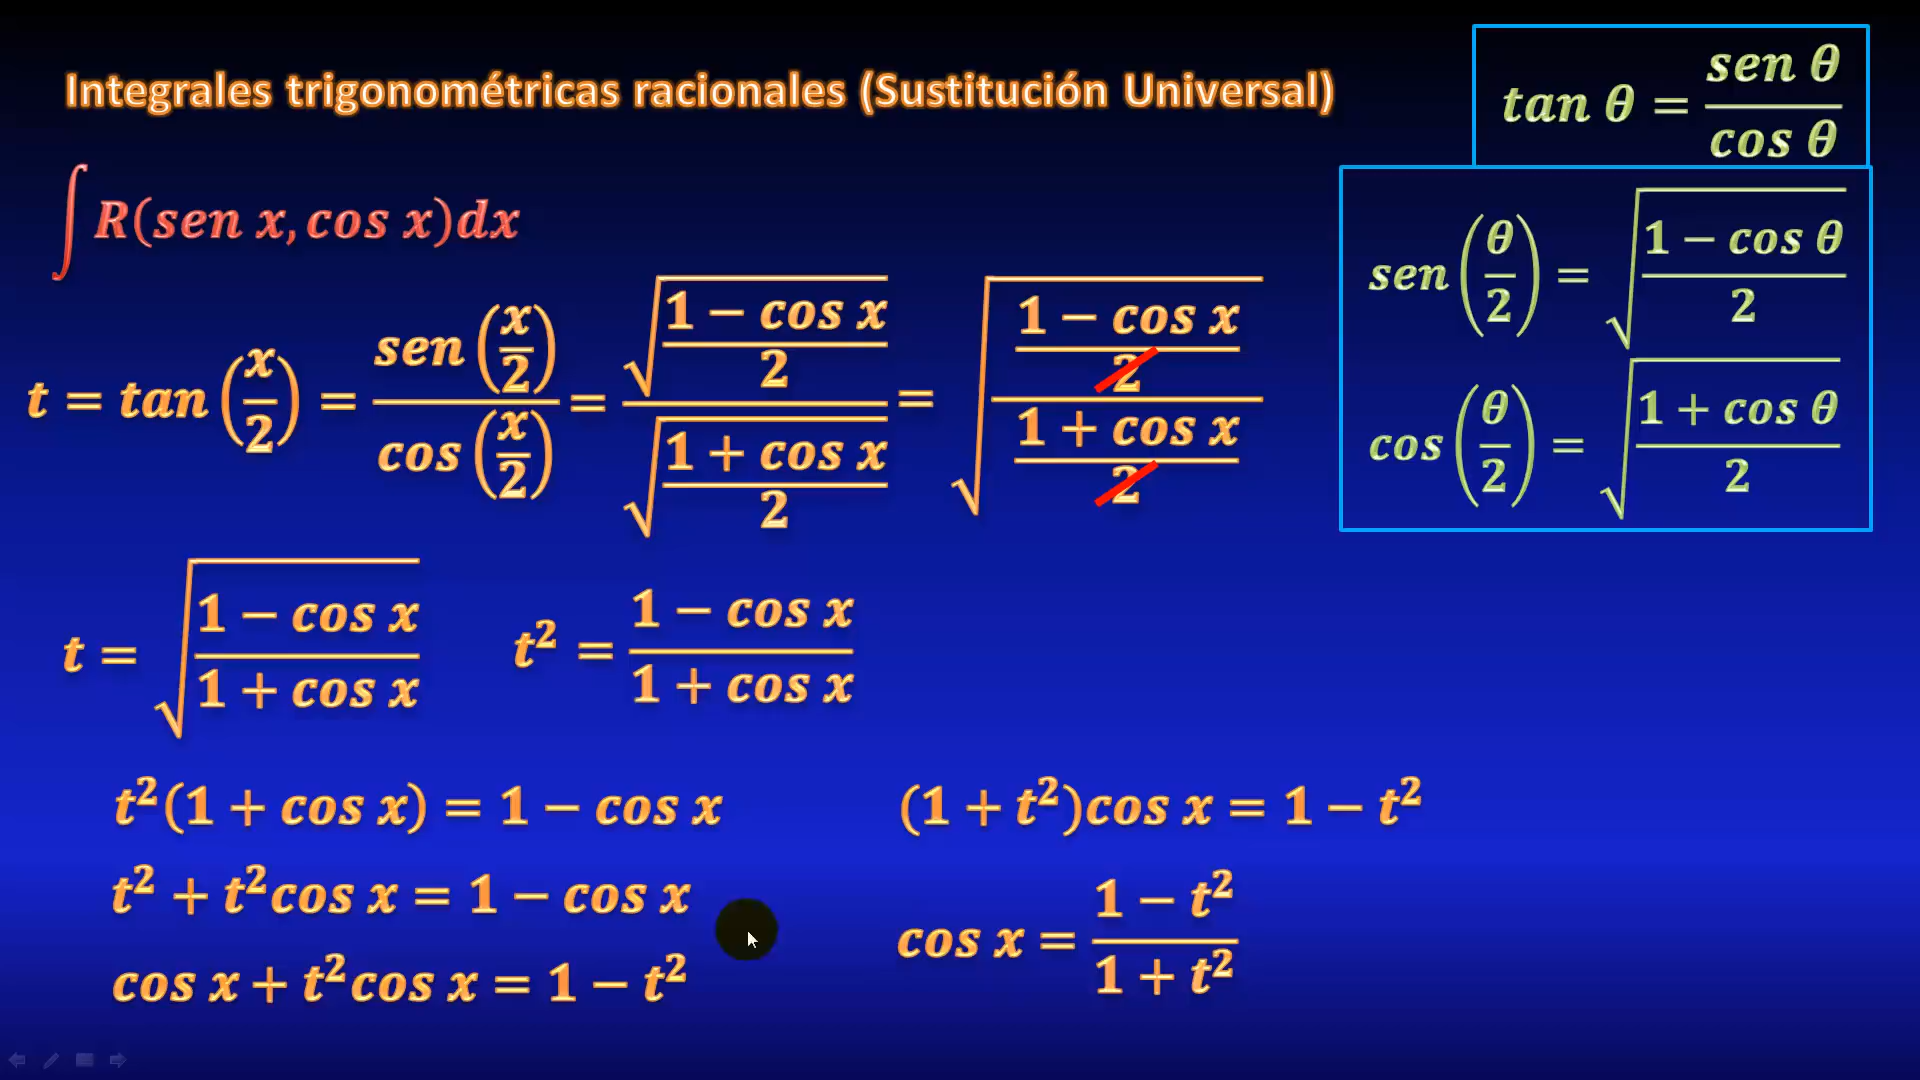 Integrales trigonométricas racionales (Sustitución Universal)
tan θ = sen θ / cos θ
∫ R(sen x, cos x)dx
sen (θ/2) = √((1 − cos θ)/2)
cos (θ/2) = √((1 + cos θ)/2)
t = tan (x/2) = sen (x/2) / cos (x/2) = √((1 − cos x)/2) / √((1 + cos x)/2) = √(((1 − cos x)/2) / ((1 + cos x)/2))
t = √((1 − cos x)/(1 + cos x))
t² = (1 − cos x)/(1 + cos x)
t²(1 + cos x) = 1 − cos x
t² + t²cos x = 1 − cos x
cos x + t²cos x = 1 − t²
(1 + t²)cos x = 1 − t²
cos x = (1 − t²)/(1 + t²)